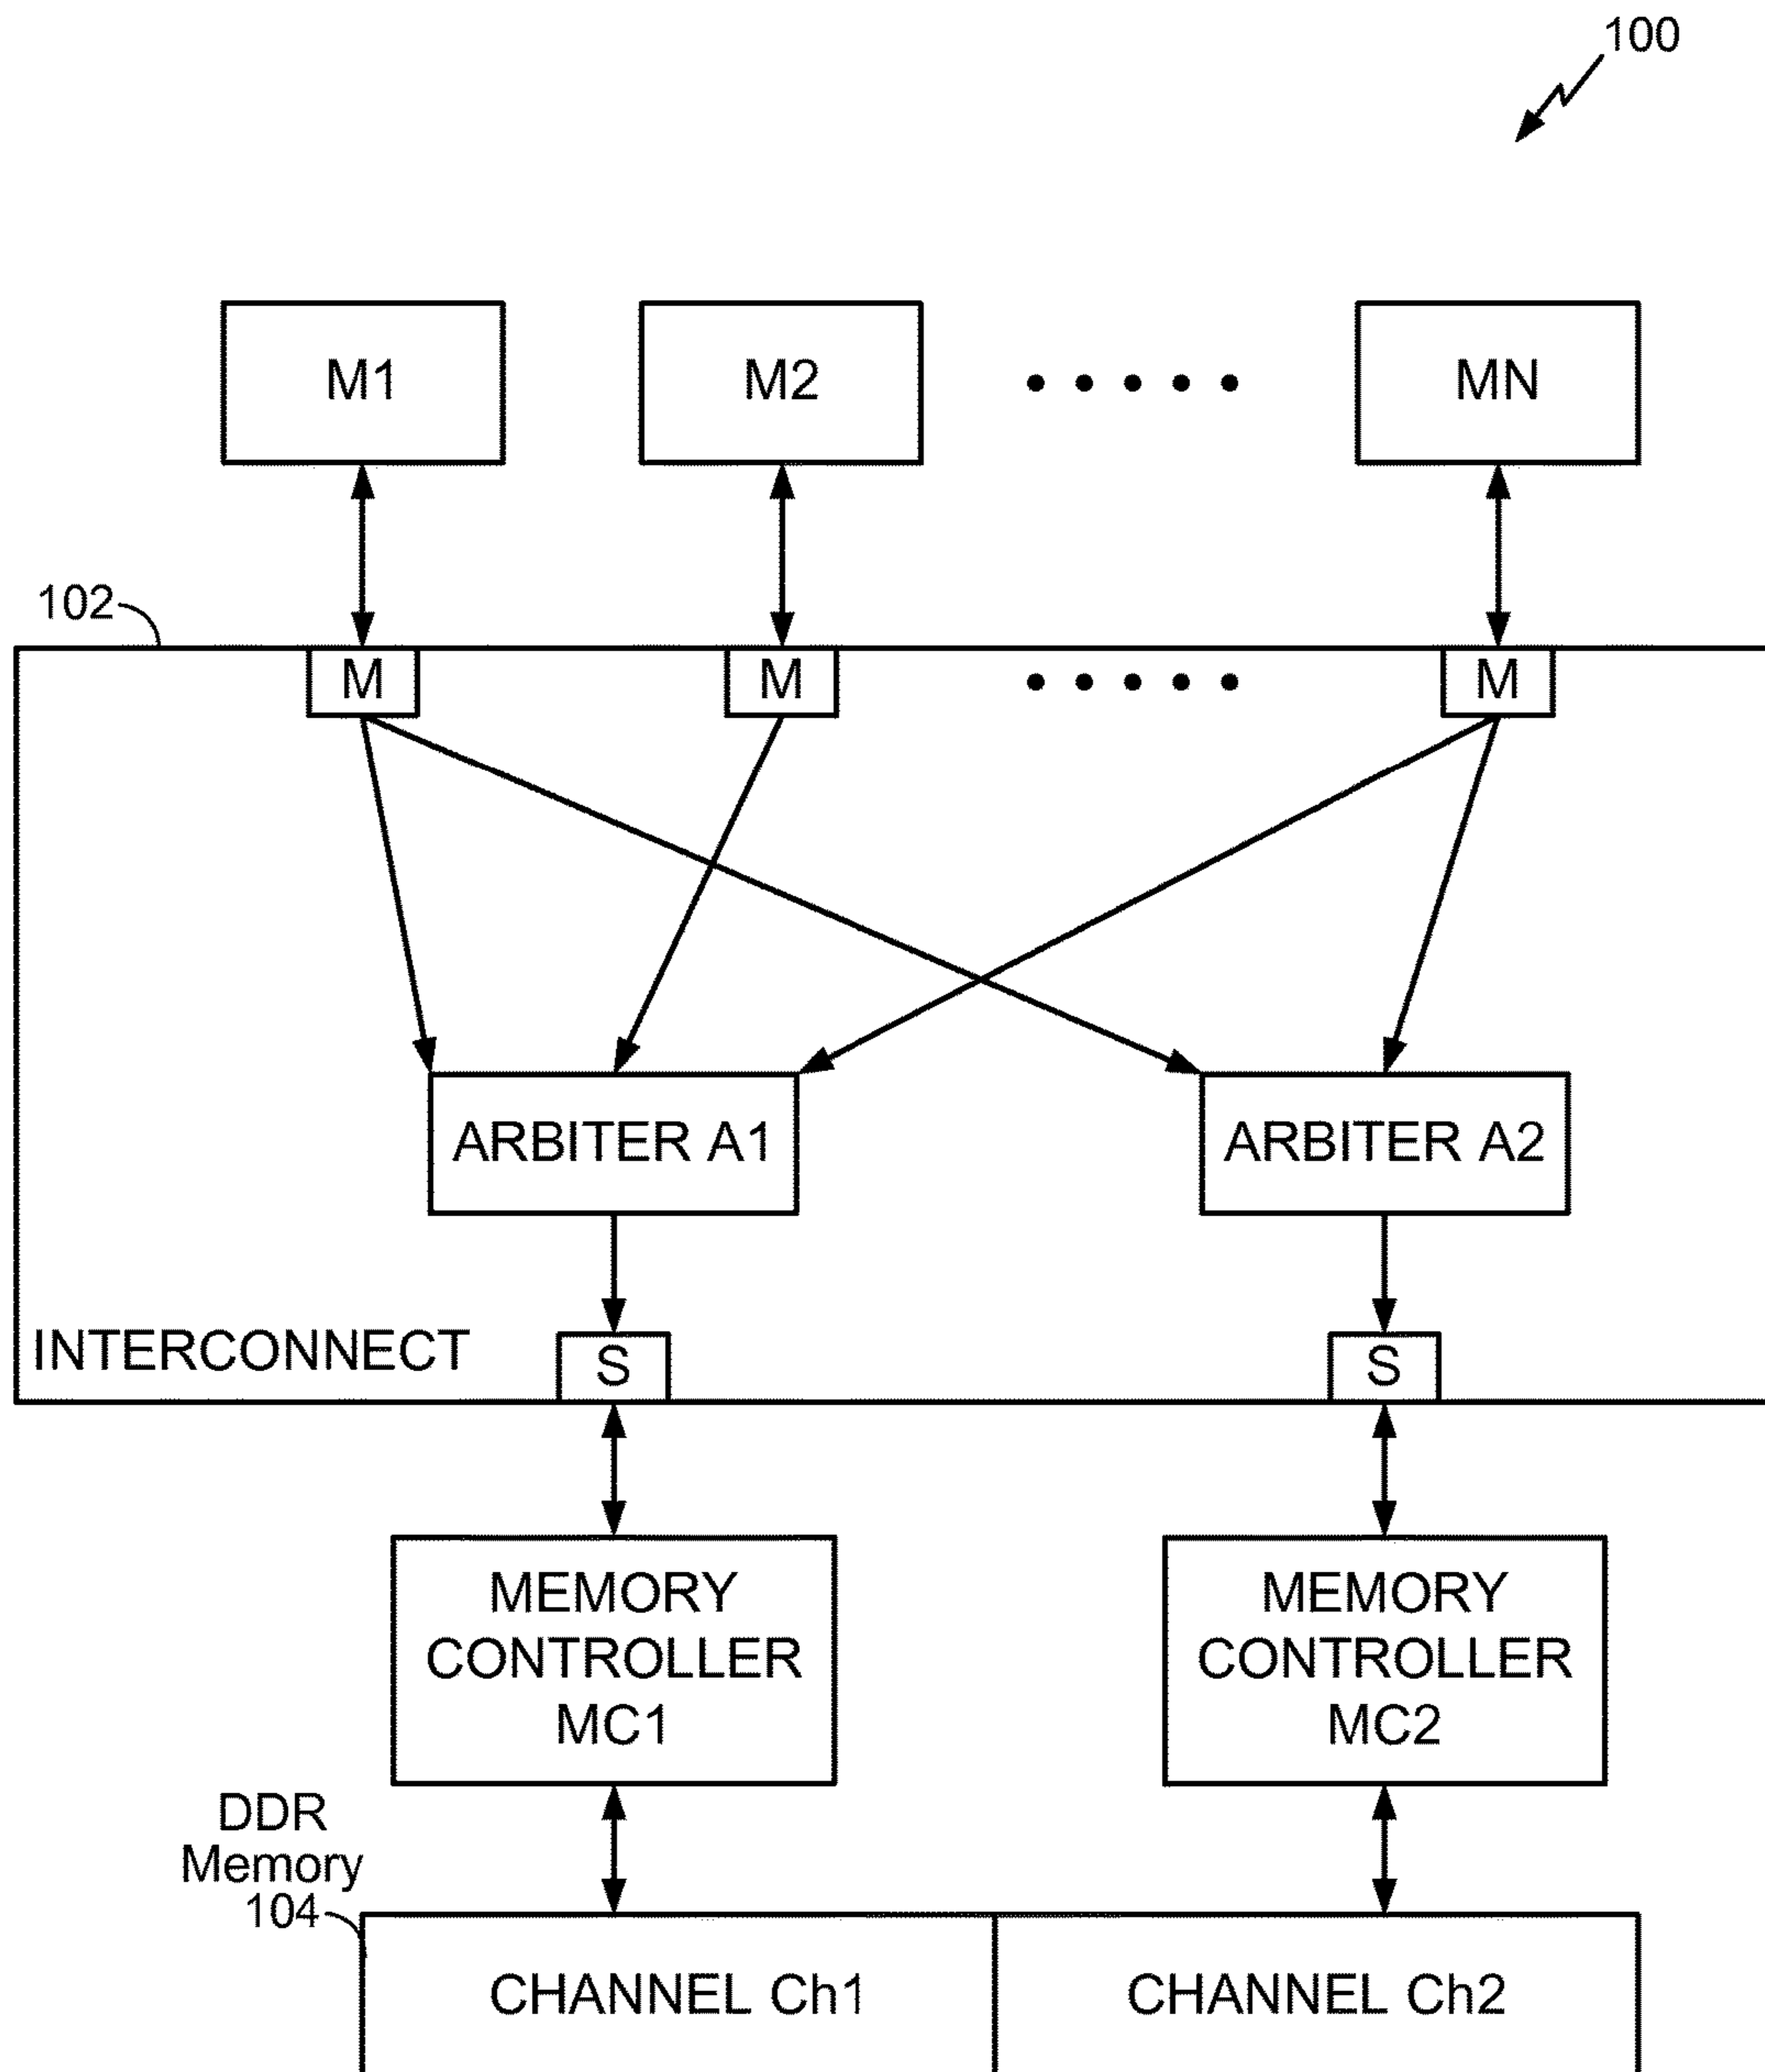 100
M1
M2
MN
102
M
M
M
ARBITER A1
ARBITER A2
INTERCONNECT
S
S
MEMORY
CONTROLLER
MC1
MEMORY
CONTROLLER
MC2
DDR
Memory
104
CHANNEL Ch1
CHANNEL Ch2